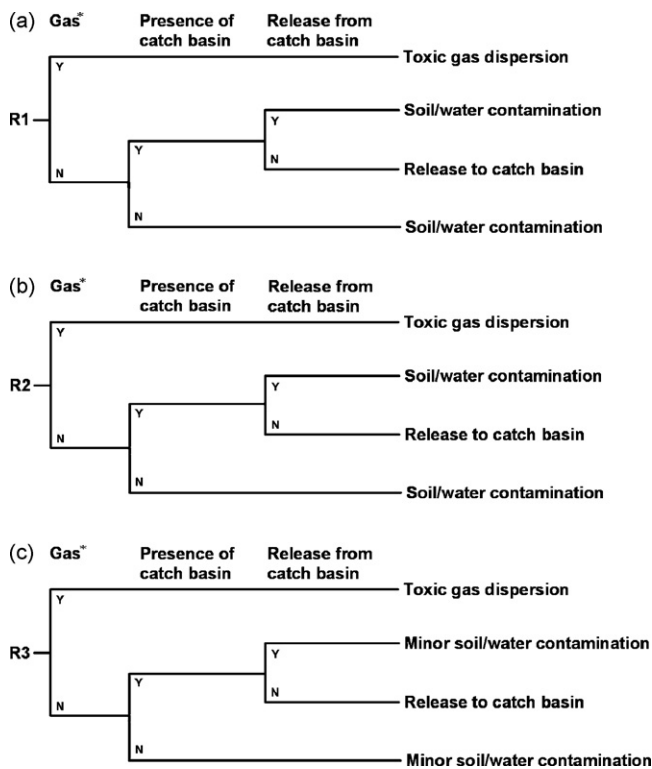 (a) Gas* Presence of catch basin Release from catch basin
Y Toxic gas dispersion
Soil/water contamination
R1 Y Y
N N Release to catch basin
N Soil/water contamination
(b) Gas* Presence of catch basin Release from catch basin
Y Toxic gas dispersion
Soil/water contamination
R2 Y Y
N N Release to catch basin
N Soil/water contamination
(c) Gas* Presence of catch basin Release from catch basin
Y Toxic gas dispersion
Minor soil/water contamination
R3 Y Y
N N Release to catch basin
N Minor soil/water contamination